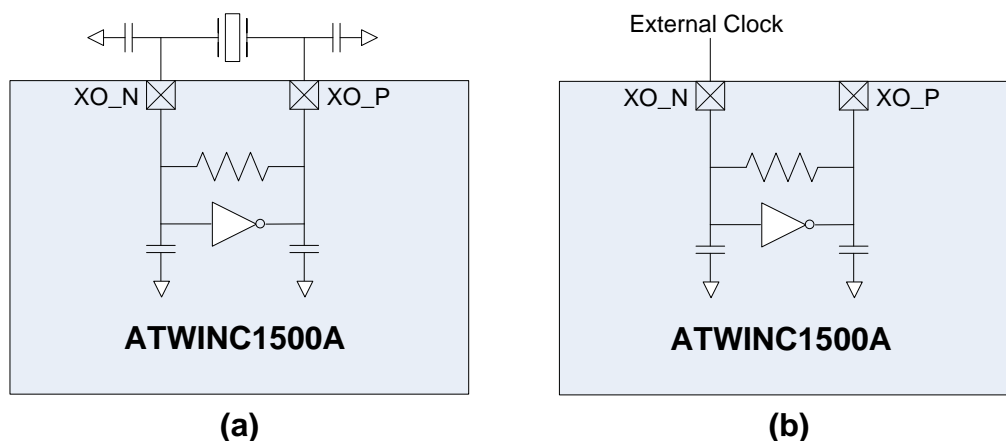 External Clock
XO_N
XO_P
XO_N
XO_P
ATWINC1500A
ATWINC1500A
(a)
(b)